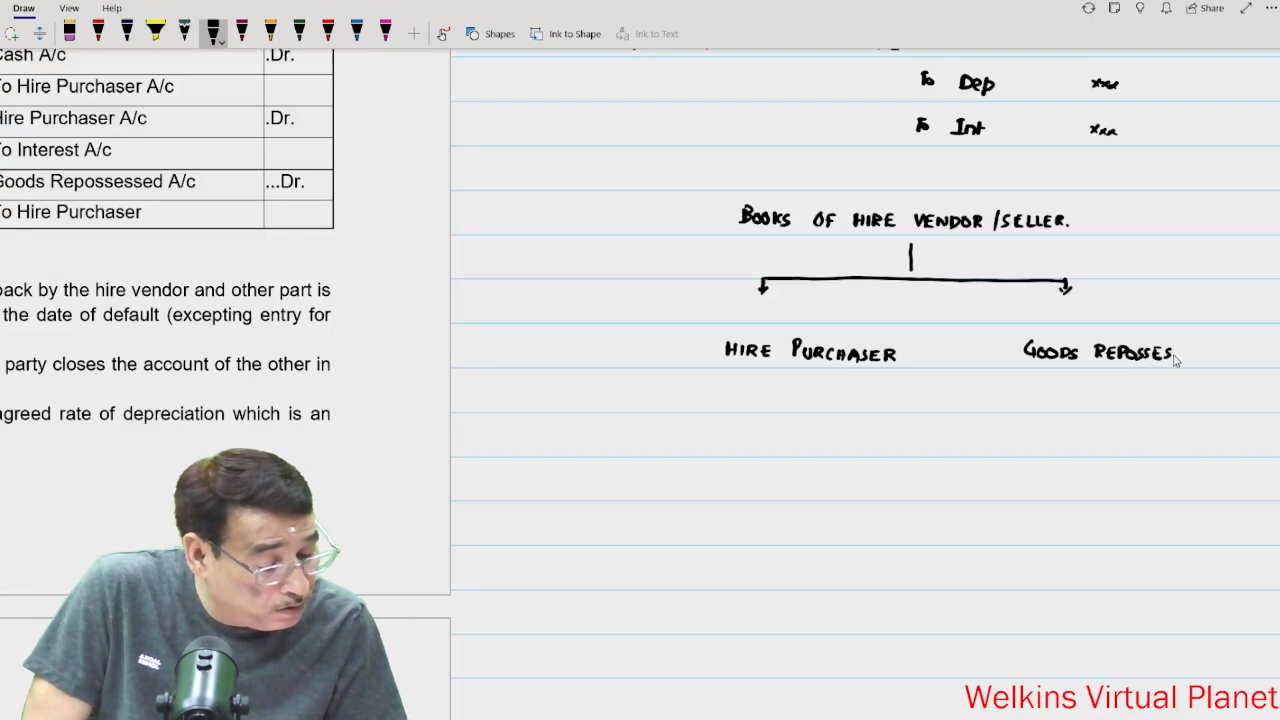 Draw View Help Share
Shapes Ink to Shape Ink to Text
Cash A/c .Dr.
To Hire Purchaser A/c
Hire Purchaser A/c .Dr.
To Interest A/c
Goods Repossessed A/c ...Dr.
To Hire Purchaser
back by the hire vendor and other part is
the date of default (excepting entry for
party closes the account of the other in
agreed rate of depreciation which is an
To Dep xxx
To Int xxx
BOOKS OF HIRE VENDOR/SELLER.
HIRE PURCHASER GOODS REPOSSES
Welkins Virtual Planet